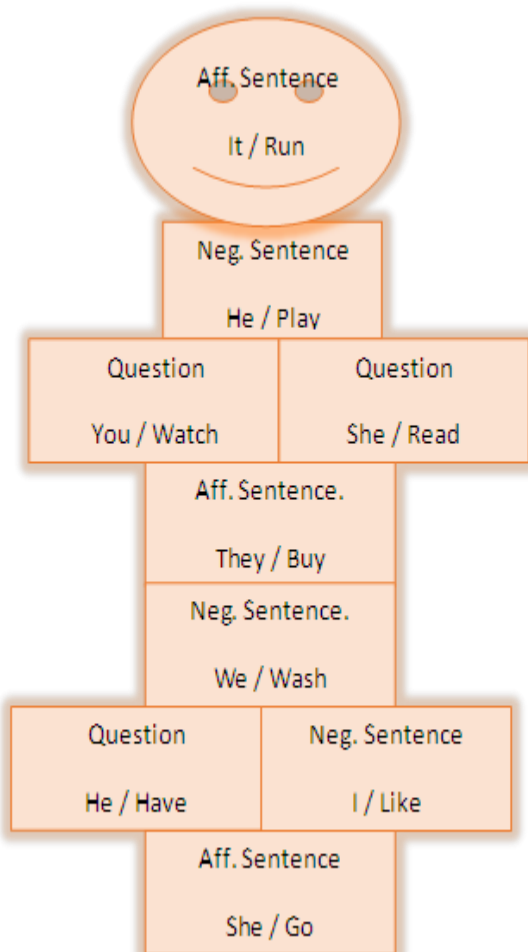 Aff. Sentence
It / Run
Neg. Sentence
He / Play
Question
You / Watch
Question
She / Read
Aff. Sentence.
They / Buy
Neg. Sentence.
We / Wash
Question
He / Have
Neg. Sentence
I / Like
Aff. Sentence
She / Go